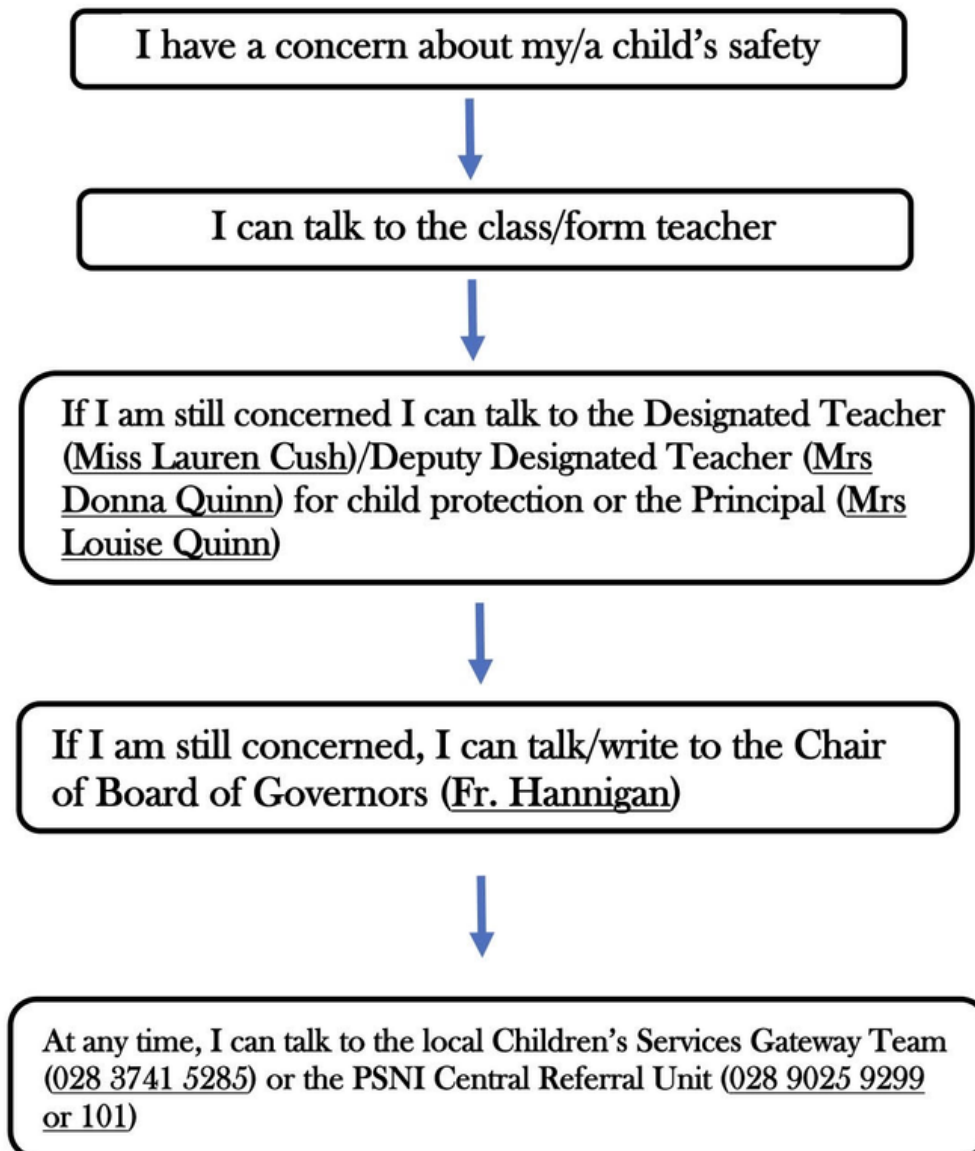 I have a concern about my/a child's safety
I can talk to the class/form teacher
If I am still concerned I can talk to the Designated Teacher
(Miss Lauren Cush)/Deputy Designated Teacher (Mrs
Donna Quinn) for child protection or the Principal (Mrs
Louise Quinn)
If I am still concerned, I can talk/write to the Chair
of Board of Governors (Fr. Hannigan)
At any time, I can talk to the local Children's Services Gateway Team
(028 3741 5285) or the PSNI Central Referral Unit (028 9025 9299
or 101)